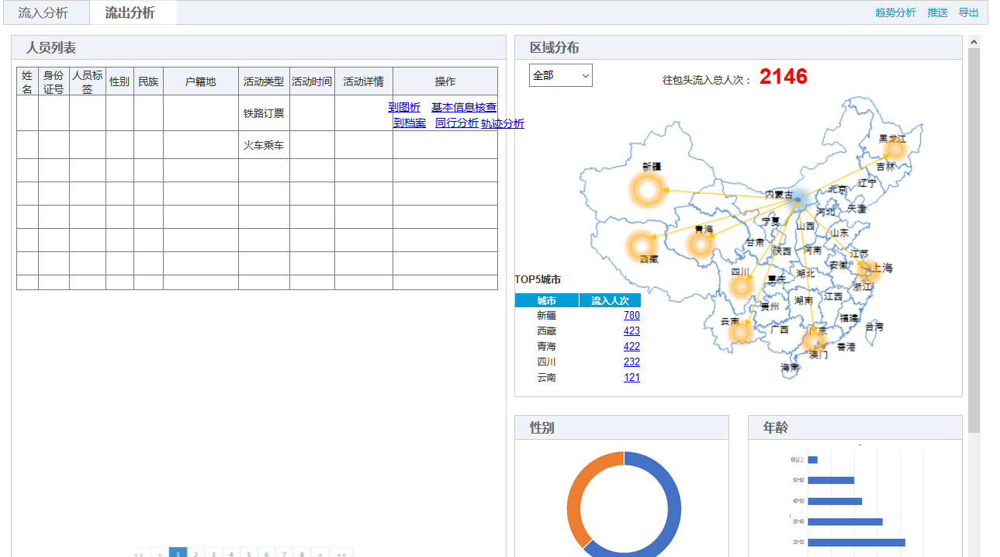 流入分析 流出分析 趋势分析 推送 导出
人员列表
姓名 身份证号 人员标签 性别 民族 户籍地 活动类型 活动时间 活动详情 操作
铁路订票 到图析 基本信息核查
到档案 同行分析 轨迹分析
火车乘车
<< < 1 2 3 4 5 6 7 8 > >>
区域分布
全部 往包头流入总人次： 2146
黑龙江
新疆 吉林
内蒙古 北京 辽宁
河北 天津
青海 宁夏 山西 山东
西藏 甘肃 陕西 河南 江苏
四川 重庆 湖北 安徽 上海
浙江
贵州 湖南 江西
云南 广西 广东 福建 台湾
香港
澳门
海南
TOP5城市
城市 流入人次
新疆 780
西藏 423
青海 422
四川 232
云南 121
性别
年龄
60以上
50~60
40~50
30~40
20~30